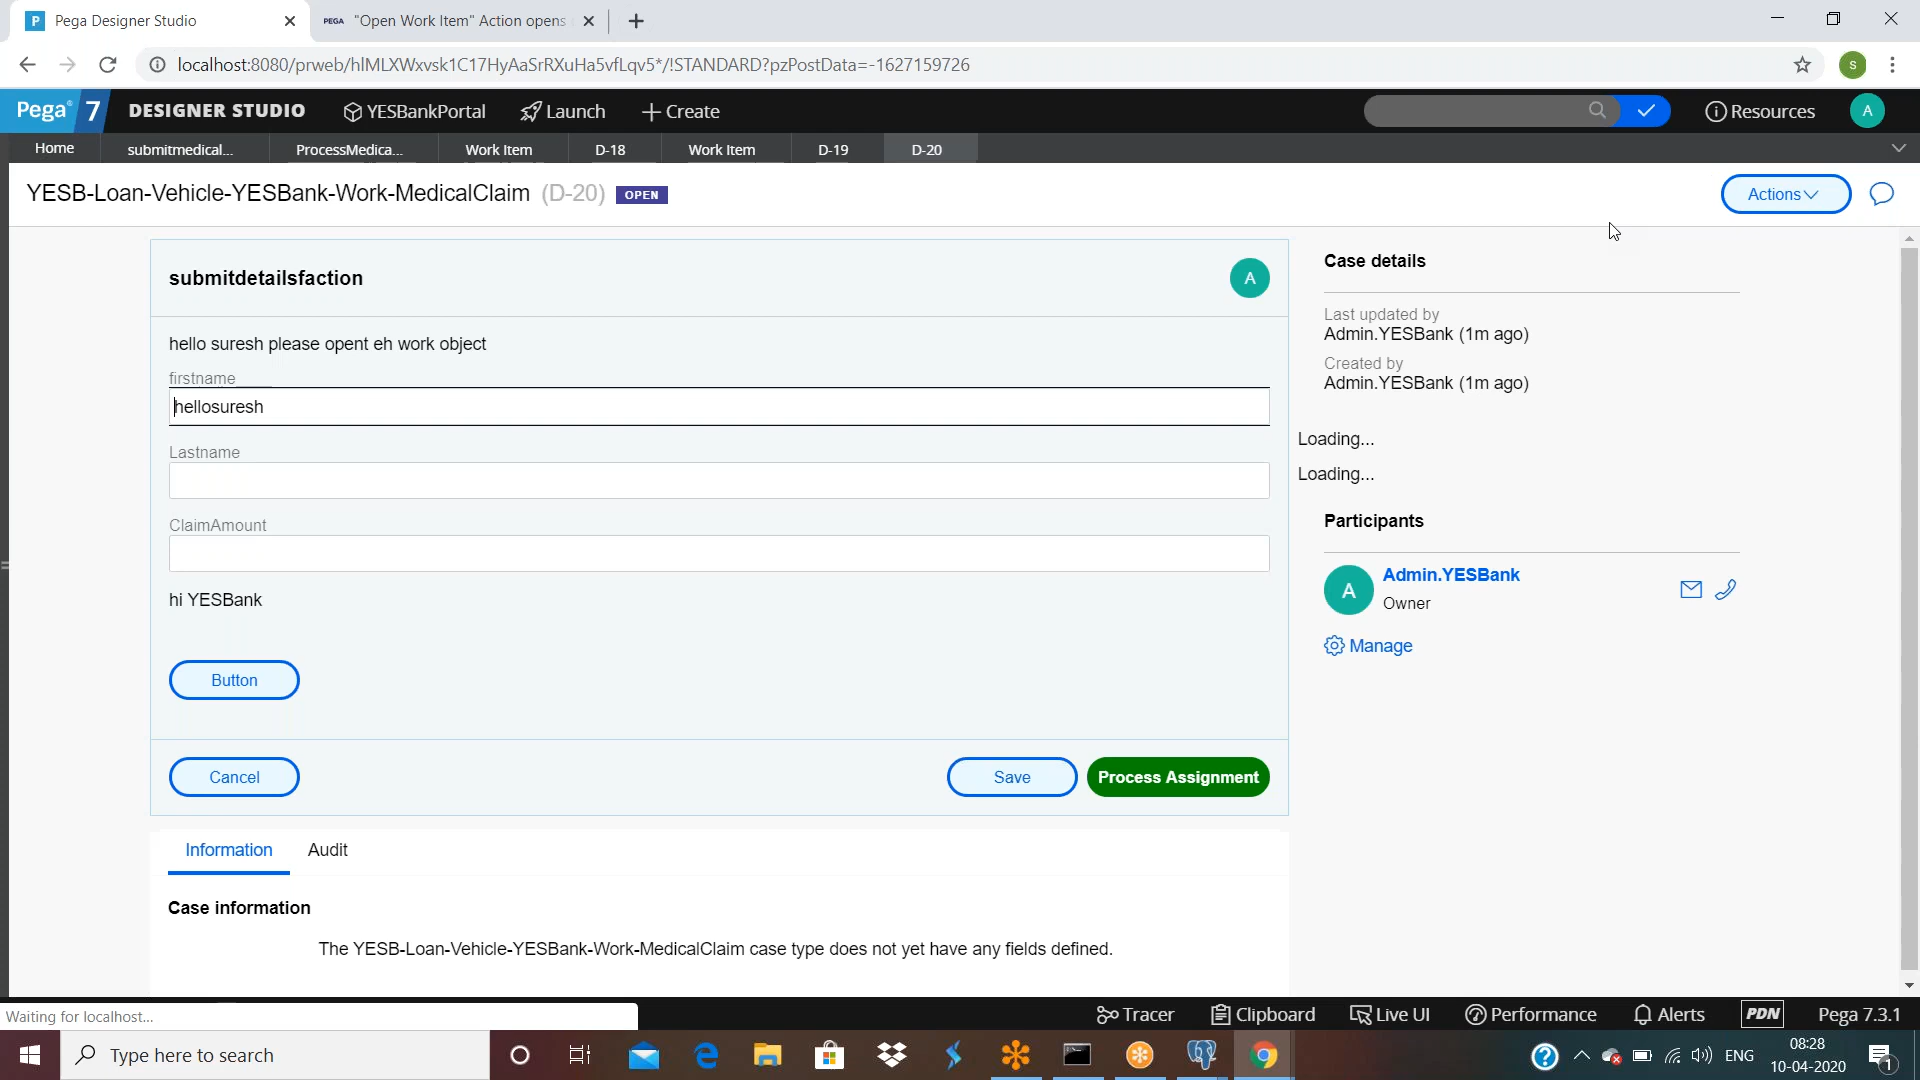 P Pega Designer Studio
PEGA "Open Work Item" Action opens
localhost:8080/prweb/hlMLXWxvsk1C17HyAaSrRXuHa5vfLqv5*/!STANDARD?pzPostData=-1627159726
S
Pega 7 DESIGNER STUDIO YESBankPortal Launch Create Resources A
Home submitmedical... ProcessMedica... Work Item D-18 Work Item D-19 D-20
YESB-Loan-Vehicle-YESBank-Work-MedicalClaim (D-20) OPEN
Actions
submitdetailsfaction
A
hello suresh please opent eh work object
firstname
hellosuresh
Lastname
ClaimAmount
hi YESBank
Button
Cancel
Save
Process Assignment
Case details
Last updated by
Admin.YESBank (1m ago)
Created by
Admin.YESBank (1m ago)
Loading...
Loading...
Participants
A
Admin.YESBank
Owner
Manage
Information Audit
Case information
The YESB-Loan-Vehicle-YESBank-Work-MedicalClaim case type does not yet have any fields defined.
Waiting for localhost...
Tracer Clipboard Live UI Performance Alerts PDN Pega 7.3.1
Type here to search
ENG
08:28
10-04-2020
1